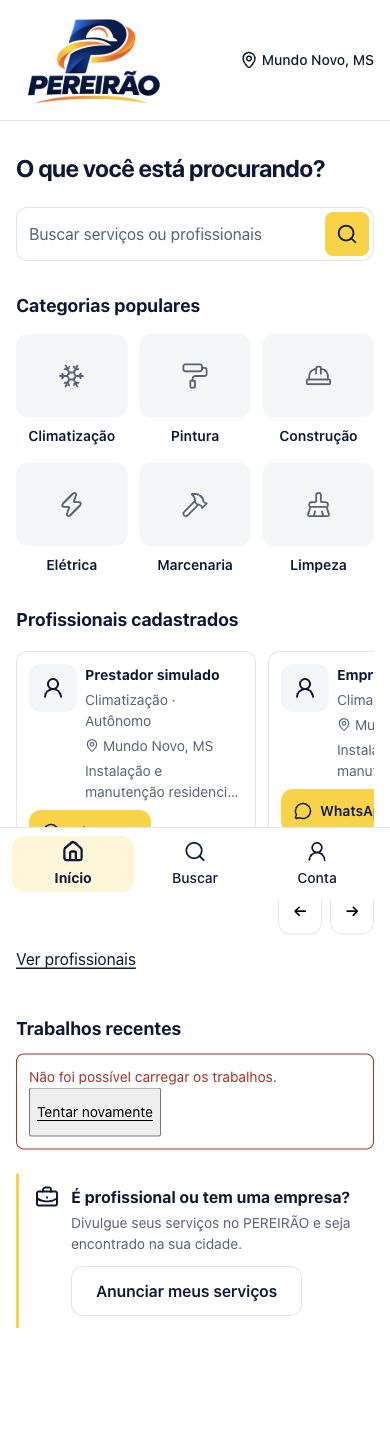 PEREIRÃO
Mundo Novo, MS
O que você está procurando?
Buscar serviços ou profissionais
Categorias populares
Climatização
Pintura
Construção
Elétrica
Marcenaria
Limpeza
Profissionais cadastrados
Prestador simulado
Climatização ·
Autônomo
Mundo Novo, MS
Instalação e
manutenção residenci...
Início
Buscar
Conta
Ver profissionais
Trabalhos recentes
Não foi possível carregar os trabalhos.
Tentar novamente
É profissional ou tem uma empresa?
Divulgue seus serviços no PEREIRÃO e seja
encontrado na sua cidade.
Anunciar meus serviços